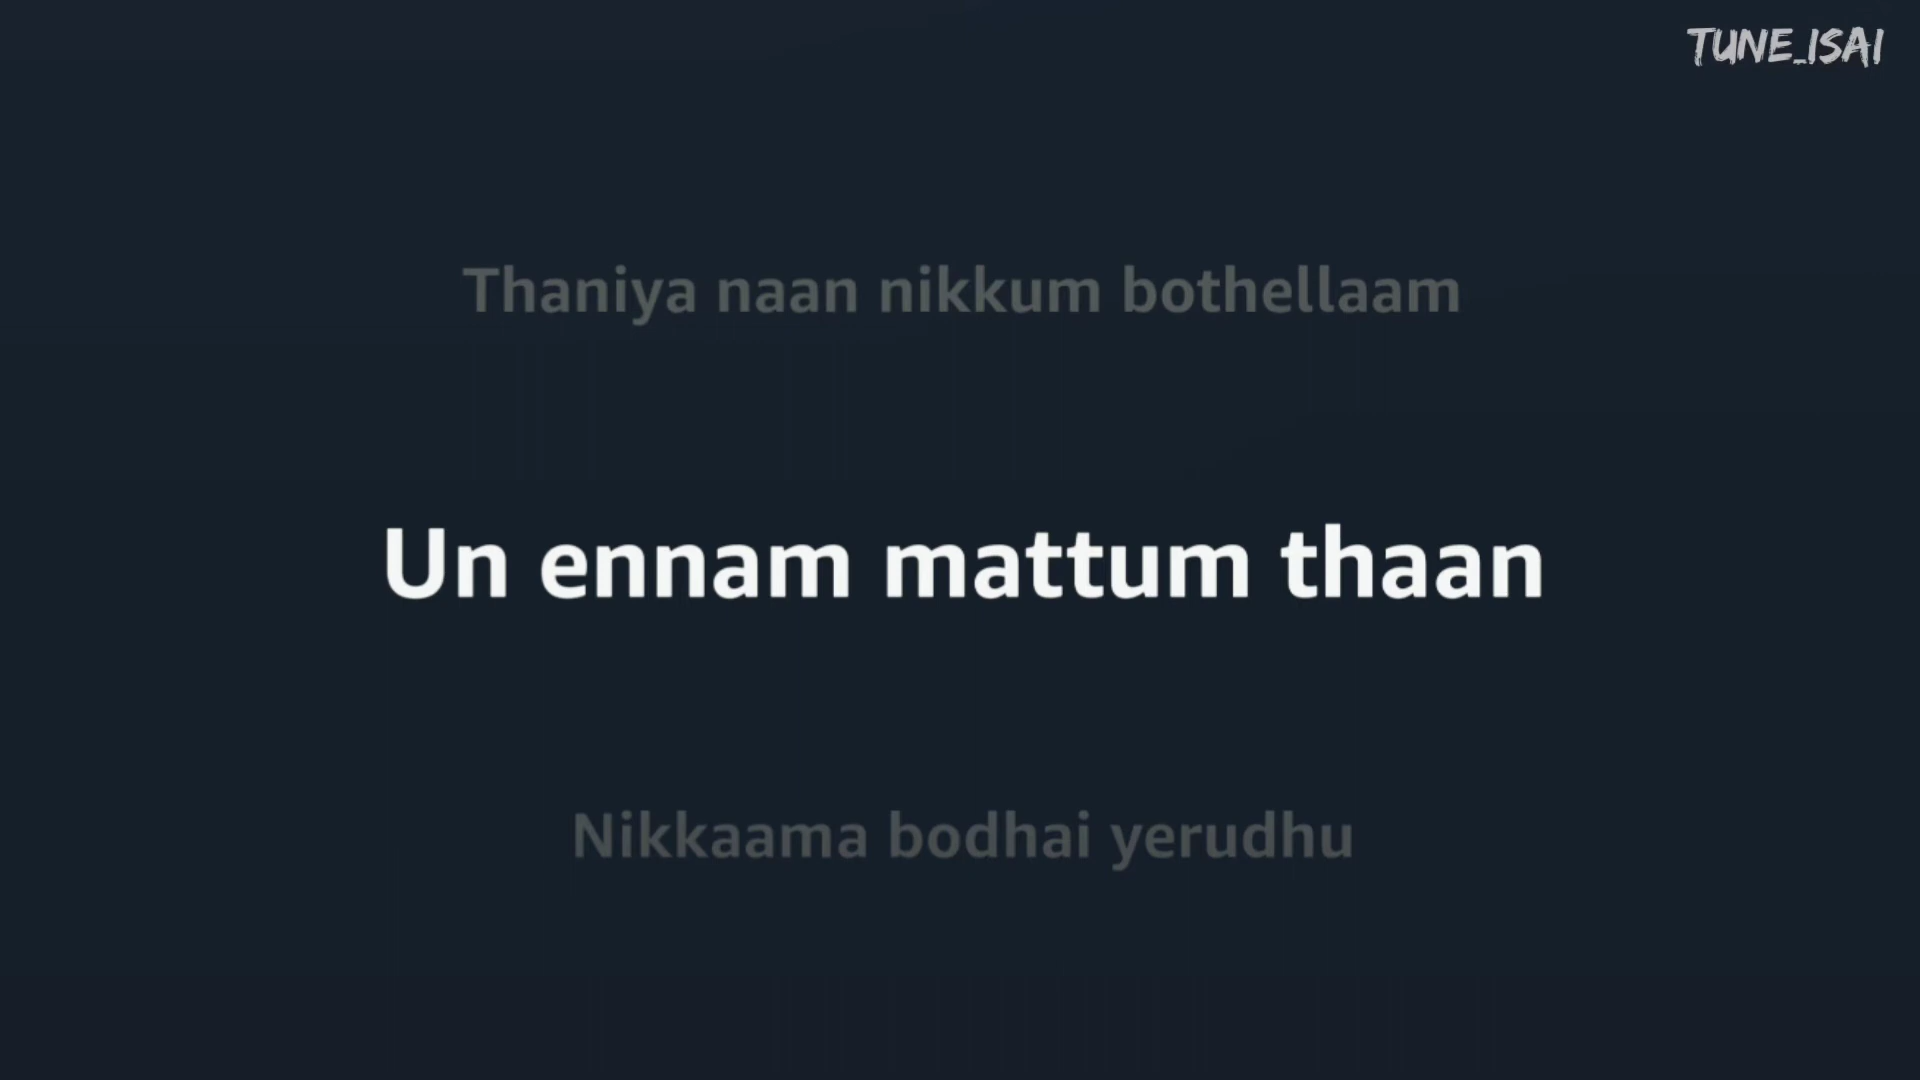 TUNE_ISAI
Thaniya naan nikkum bothellaam
Un ennam mattum thaan
Nikkaama bodhai yerudhu